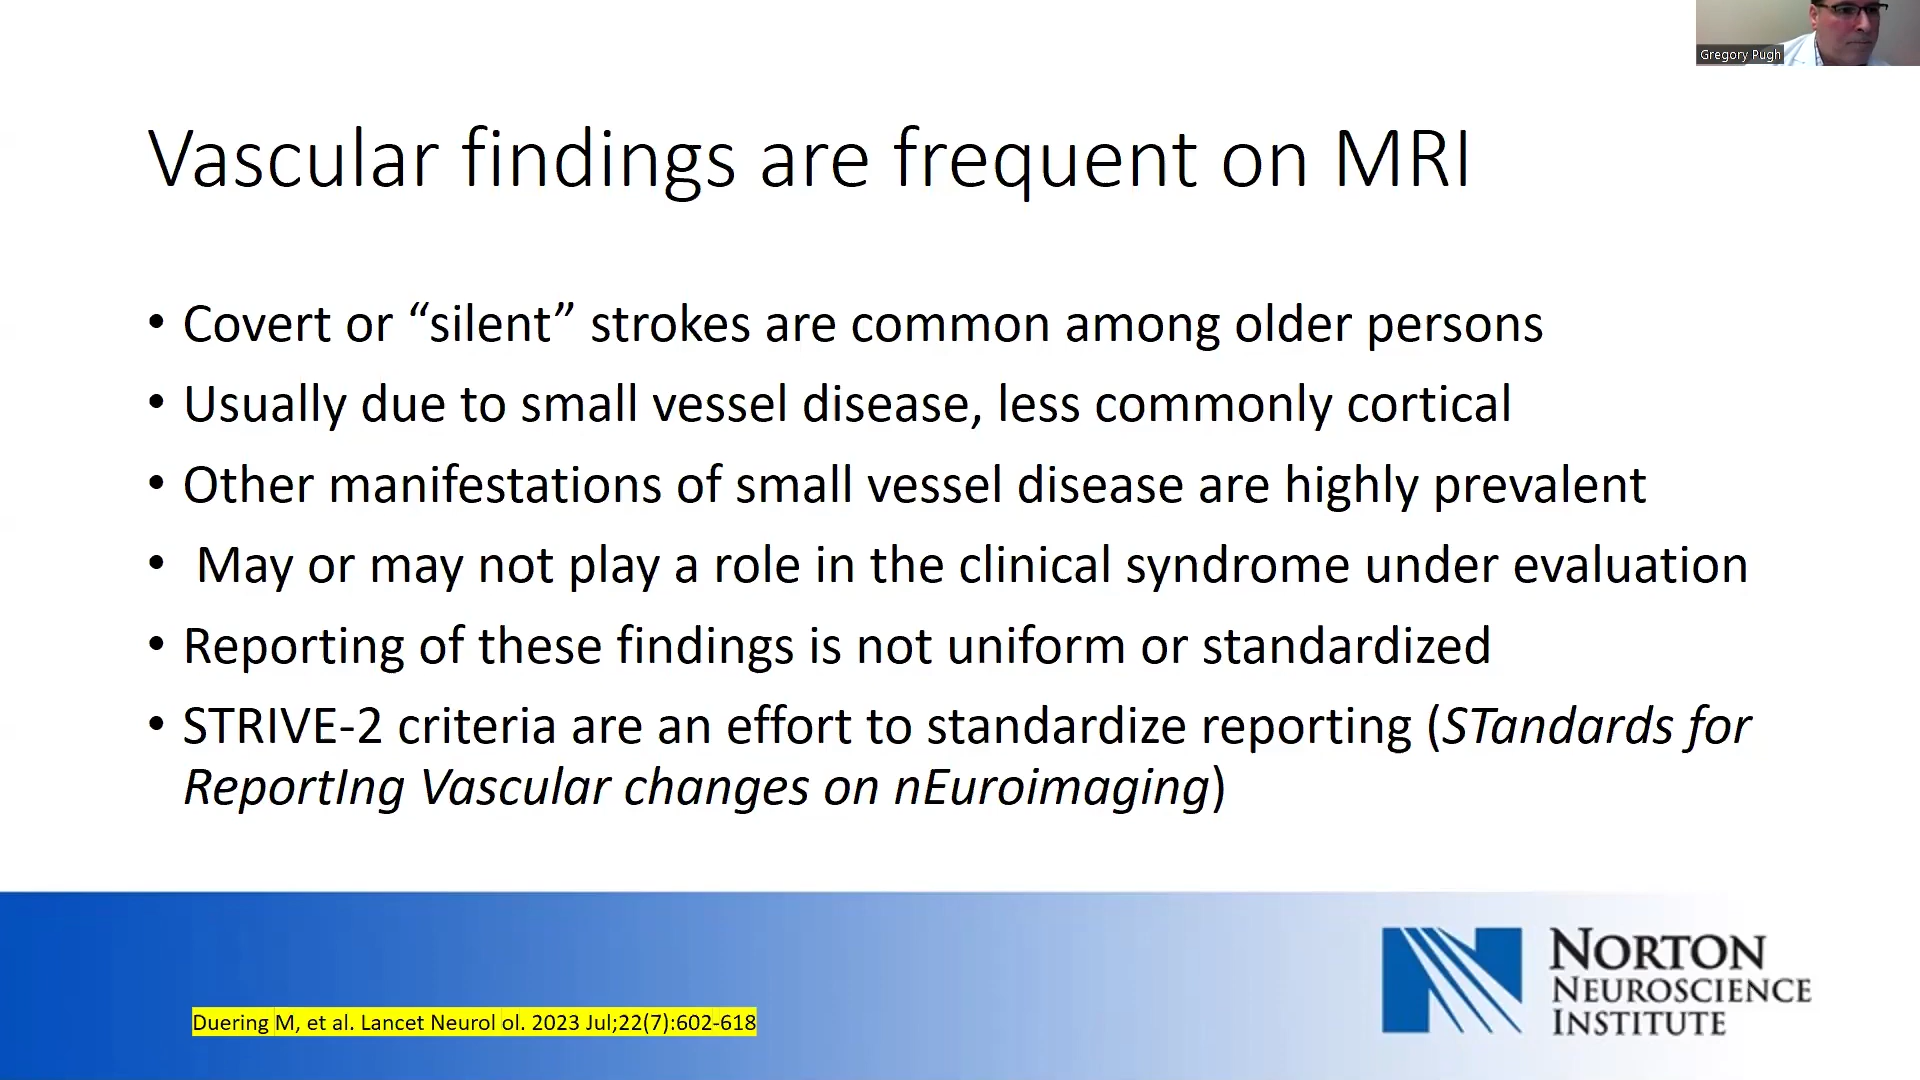 Gregory Pugh
Vascular findings are frequent on MRI
• Covert or “silent” strokes are common among older persons
• Usually due to small vessel disease, less commonly cortical
• Other manifestations of small vessel disease are highly prevalent
• May or may not play a role in the clinical syndrome under evaluation
• Reporting of these findings is not uniform or standardized
• STRIVE-2 criteria are an effort to standardize reporting (STandards for
ReportIng Vascular changes on nEuroimaging)
Duering M, et al. Lancet Neurol ol. 2023 Jul;22(7):602-618
NORTON
NEUROSCIENCE
INSTITUTE